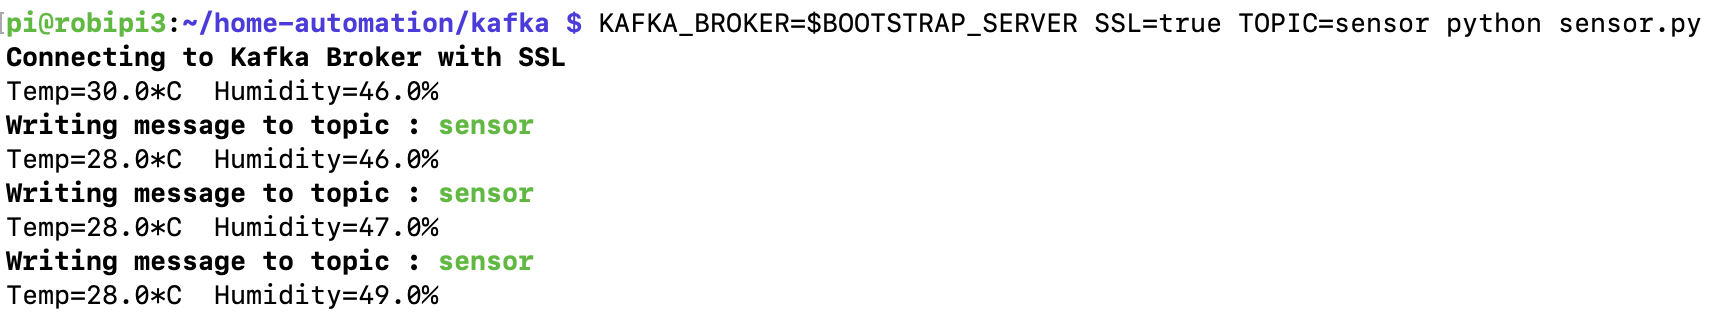 [pi@robipi3:~/home-automation/kafka $ KAFKA_BROKER=$BOOTSTRAP_SERVER SSL=true TOPIC=sensor python sensor.py
Connecting to Kafka Broker with SSL
Temp=30.0*C  Humidity=46.0%
Writing message to topic : sensor
Temp=28.0*C  Humidity=46.0%
Writing message to topic : sensor
Temp=28.0*C  Humidity=47.0%
Writing message to topic : sensor
Temp=28.0*C  Humidity=49.0%